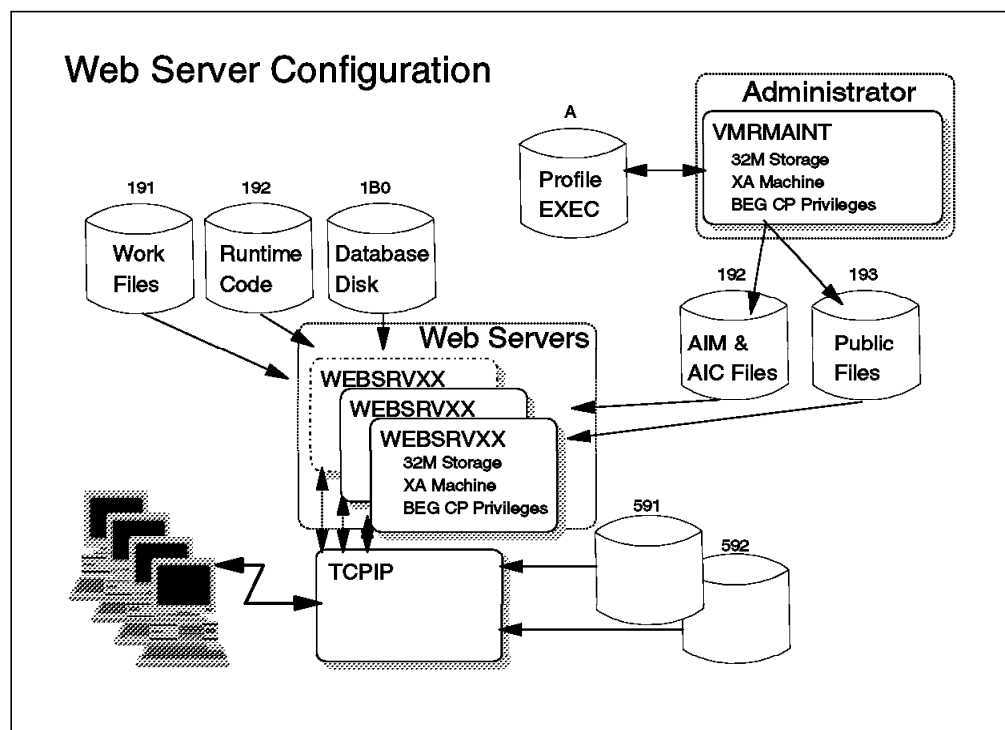 Web Server Configuration
Administrator
VMRMAINT
32M Storage
XA Machine
BEG CP Privileges
A
Profile
EXEC
191
Work
Files
192
Runtime
Code
1B0
Database
Disk
192
AIM &
AIC Files
193
Public
Files
Web Servers
WEBSRVXX
WEBSRVXX
WEBSRVXX
32M Storage
XA Machine
BEG CP Privileges
591
592
TCPIP